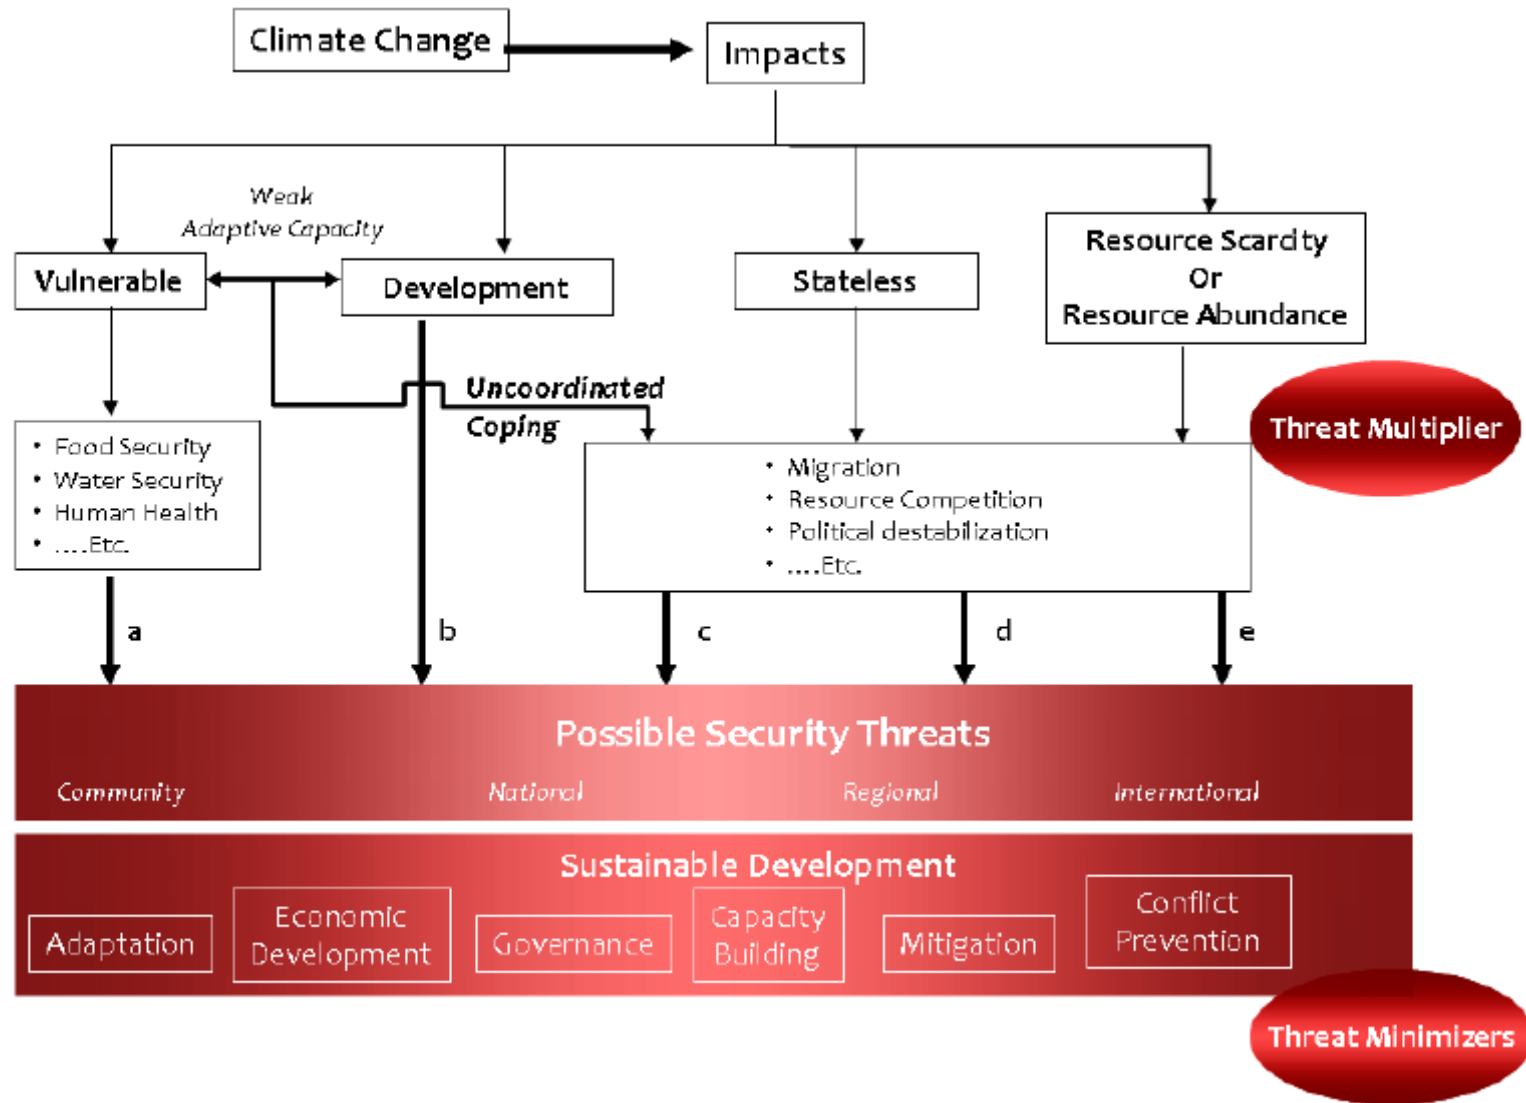 Climate Change
Impacts
Weak
Adaptive Capacity
Vulnerable
Development
Stateless
Resource Scarcity
Or
Resource Abundance
Uncoordinated
Coping
Threat Multiplier
• Food Security
• Water Security
• Human Health
• ....Etc.
• Migration
• Resource Competition
• Political destabilization
• ....Etc.
a
b
c
d
e
Possible Security Threats
Community
National
Regional
International
Sustainable Development
Adaptation
Economic
Development
Governance
Capacity
Building
Mitigation
Conflict
Prevention
Threat Minimizers